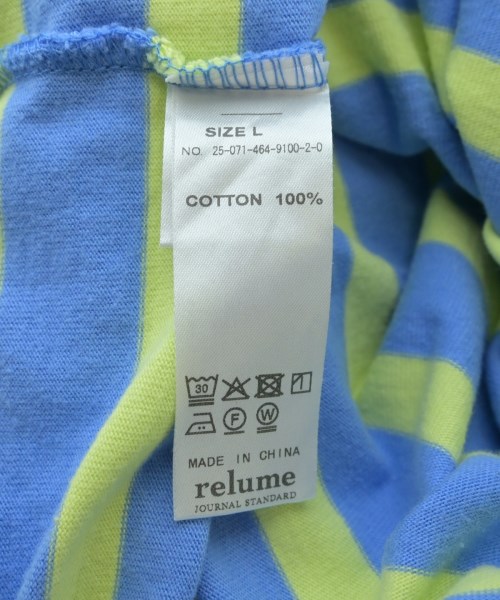 SIZE L
NO. 25-071-464-9100-2-0
COTTON 100%
30
F W
MADE IN CHINA
relume
JOURNAL STANDARD